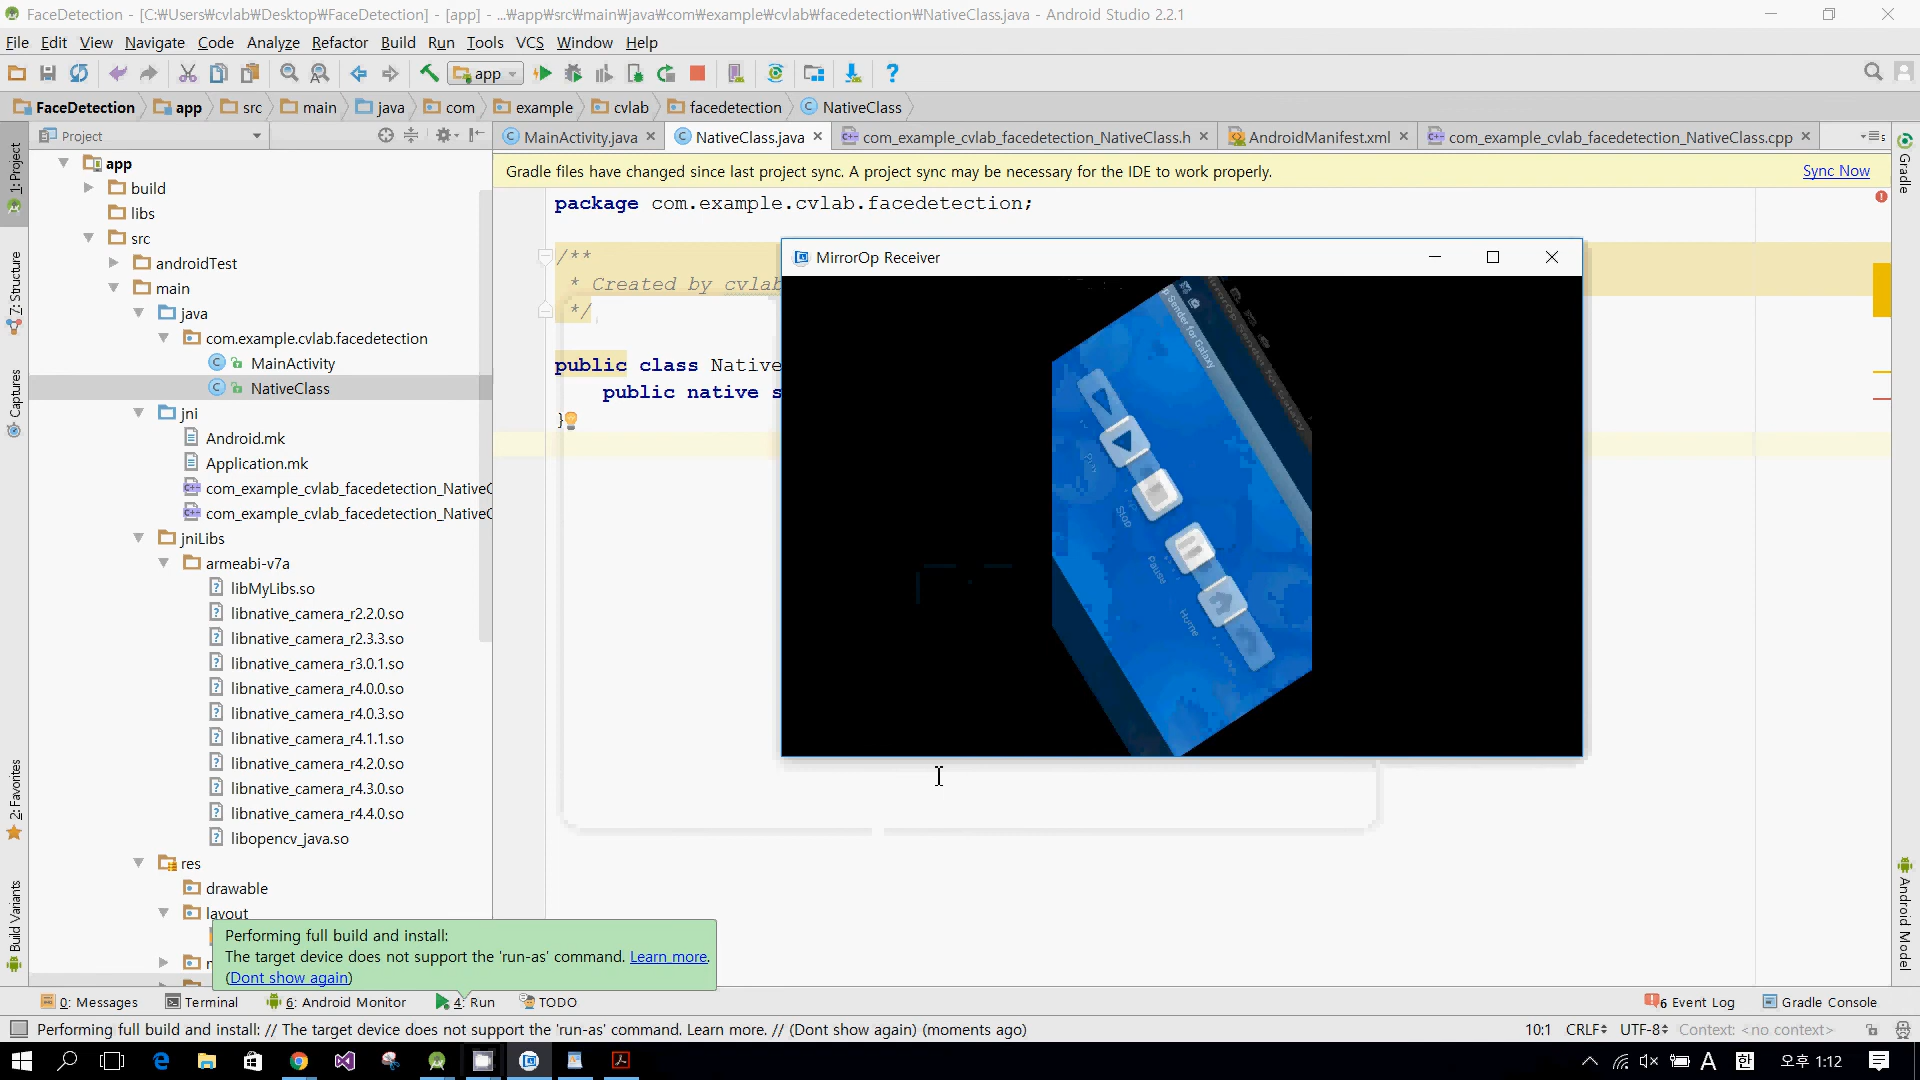 FaceDetection - [C:₩Users₩cvlab₩Desktop₩FaceDetection] - [app] - ...₩app₩src₩main₩java₩com₩example₩cvlab₩facedetection₩NativeClass.java - Android Studio 2.2.1
File Edit View Navigate Code Analyze Refactor Build Run Tools VCS Window Help
app
FaceDetection app src main java com example cvlab facedetection NativeClass
Project
MainActivity.java NativeClass.java com_example_cvlab_facedetection_NativeClass.h AndroidManifest.xml com_example_cvlab_facedetection_NativeClass.cpp
Gradle files have changed since last project sync. A project sync may be necessary for the IDE to work properly. Sync Now
1: Project
7: Structure
Captures
2: Favorites
Build Variants
app
build
libs
src
androidTest
main
java
com.example.cvlab.facedetection
MainActivity
NativeClass
jni
Android.mk
Application.mk
com_example_cvlab_facedetection_NativeC
com_example_cvlab_facedetection_NativeC
jniLibs
armeabi-v7a
libMyLibs.so
libnative_camera_r2.2.0.so
libnative_camera_r2.3.3.so
libnative_camera_r3.0.1.so
libnative_camera_r4.0.0.so
libnative_camera_r4.0.3.so
libnative_camera_r4.1.1.so
libnative_camera_r4.2.0.so
libnative_camera_r4.3.0.so
libnative_camera_r4.4.0.so
libopencv_java.so
res
drawable
layout
package com.example.cvlab.facedetection;
/**
* Created by cvlab
*/
public class Native
public native s
}
MirrorOp Receiver
p Sender for Galaxy
MirrorOp Sender for Galaxy
Play
Stop
Pause
Home
Gradle
Android Model
Performing full build and install:
The target device does not support the 'run-as' command. Learn more.
(Dont show again)
0: Messages Terminal 6: Android Monitor 4: Run TODO 6 Event Log Gradle Console
Performing full build and install: // The target device does not support the 'run-as' command. Learn more. // (Dont show again) (moments ago) 10:1 CRLF UTF-8 Context: <no context>
A 한 오후 1:12